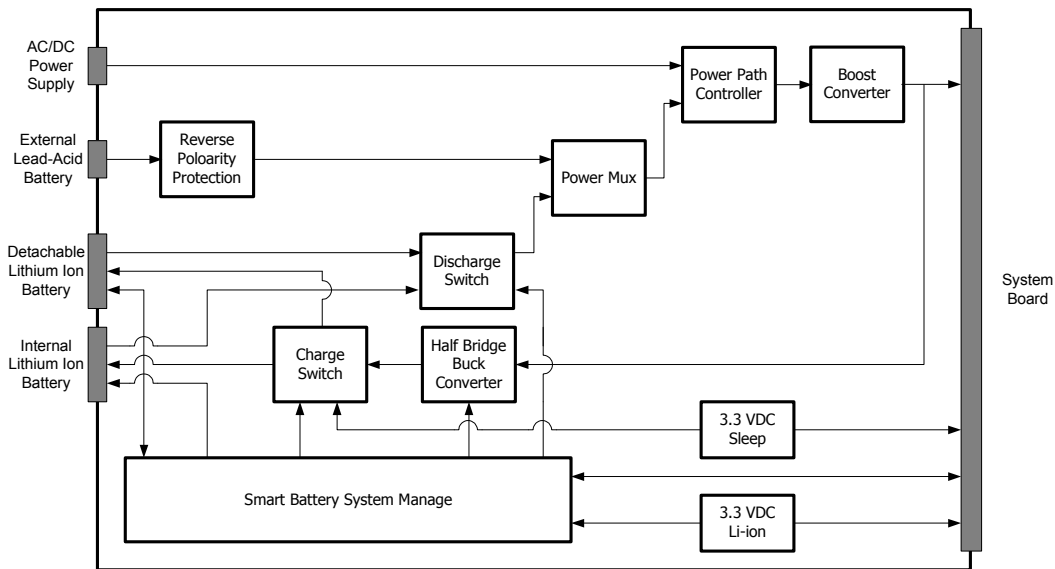 AC/DC
Power
Supply
External
Lead-Acid
Battery
Detachable
Lithium Ion
Battery
Internal
Lithium Ion
Battery
Reverse
Poloarity
Protection
Power Path
Controller
Boost
Converter
Power Mux
Discharge
Switch
Charge
Switch
Half Bridge
Buck
Converter
3.3 VDC
Sleep
Smart Battery System Manage
3.3 VDC
Li-ion
System
Board